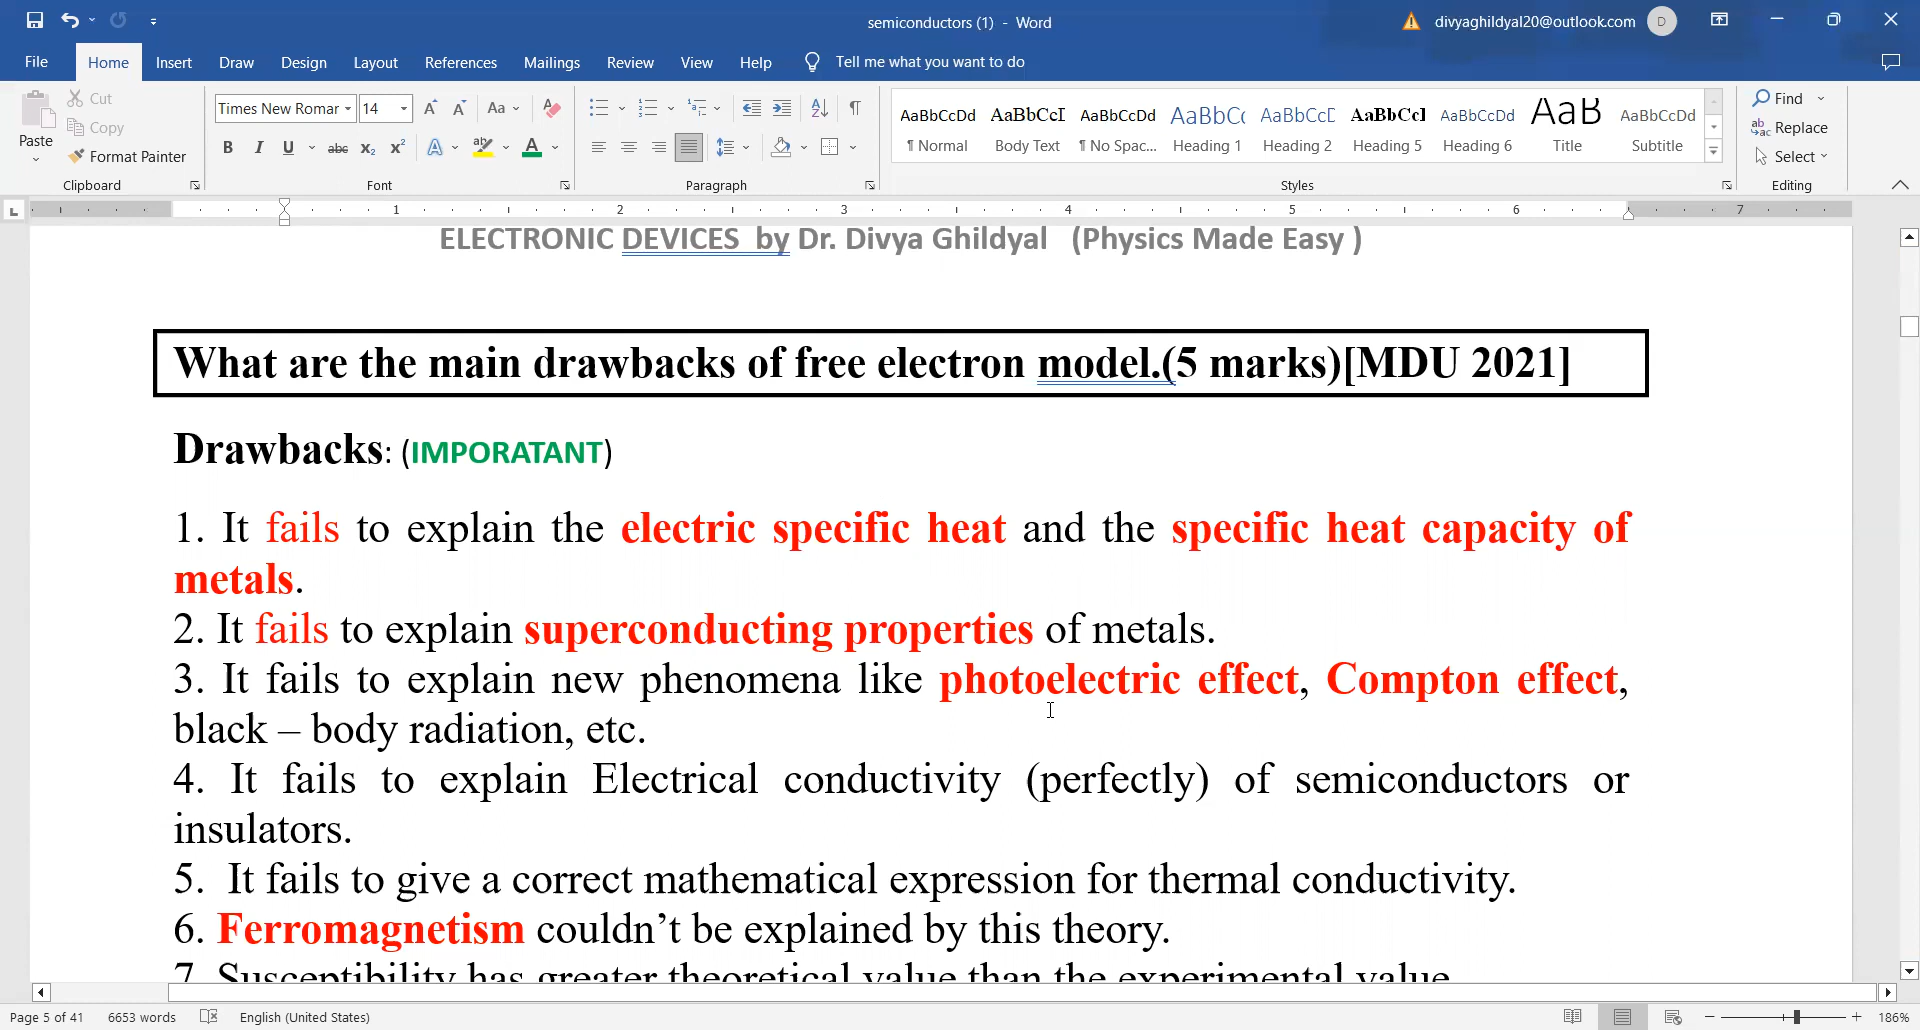 semiconductors (1) - Word
divyaghildyal20@outlook.com D
File Home Insert Draw Design Layout References Mailings Review View Help Tell me what you want to do
Cut
Copy
Paste
Format Painter
Clipboard
Times New Roman 14
Font
Paragraph
AaBbCcDd AaBbCcI AaBbCcDd AaBbCc AaBbCcD AaBbCcI AaBbCcDd AaB AaBbCcDd
¶ Normal Body Text ¶ No Spac... Heading 1 Heading 2 Heading 5 Heading 6 Title Subtitle
Styles
Find
Replace
Select
Editing
1 2 3 4 5 6 7
ELECTRONIC DEVICES by Dr. Divya Ghildyal (Physics Made Easy )
What are the main drawbacks of free electron model.(5 marks)[MDU 2021]
Drawbacks: (IMPORATANT)
1. It fails to explain the electric specific heat and the specific heat capacity of
metals.
2. It fails to explain superconducting properties of metals.
3. It fails to explain new phenomena like photoelectric effect, Compton effect,
black – body radiation, etc.
4. It fails to explain Electrical conductivity (perfectly) of semiconductors or
insulators.
5. It fails to give a correct mathematical expression for thermal conductivity.
6. Ferromagnetism couldn’t be explained by this theory.
7. Susceptibility has greater theoretical value than the experimental value.
Page 5 of 41 6653 words English (United States) 186%